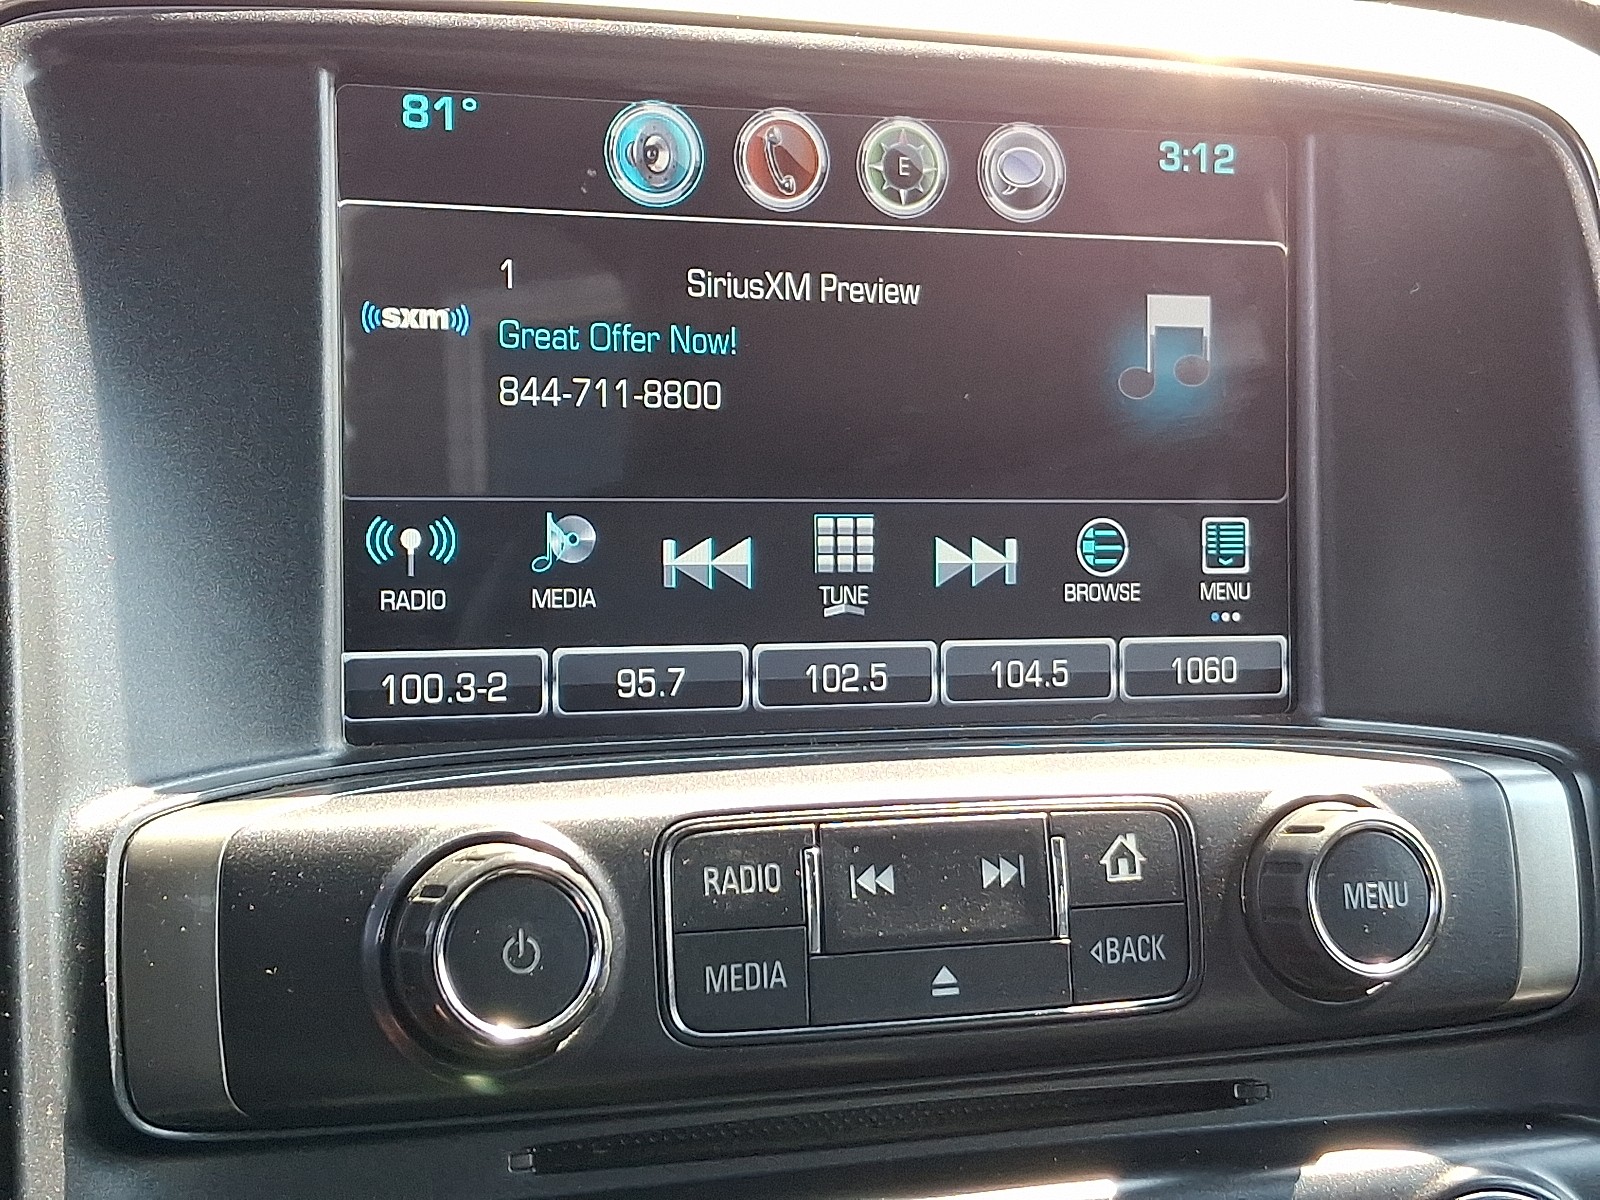 81°
E
3:12
1
SiriusXM Preview
((sxm))
Great Offer Now!
844-711-8800
RADIO
MEDIA
TUNE
BROWSE
MENU
100.3-2
95.7
102.5
104.5
1060
RADIO
MEDIA
BACK
MENU